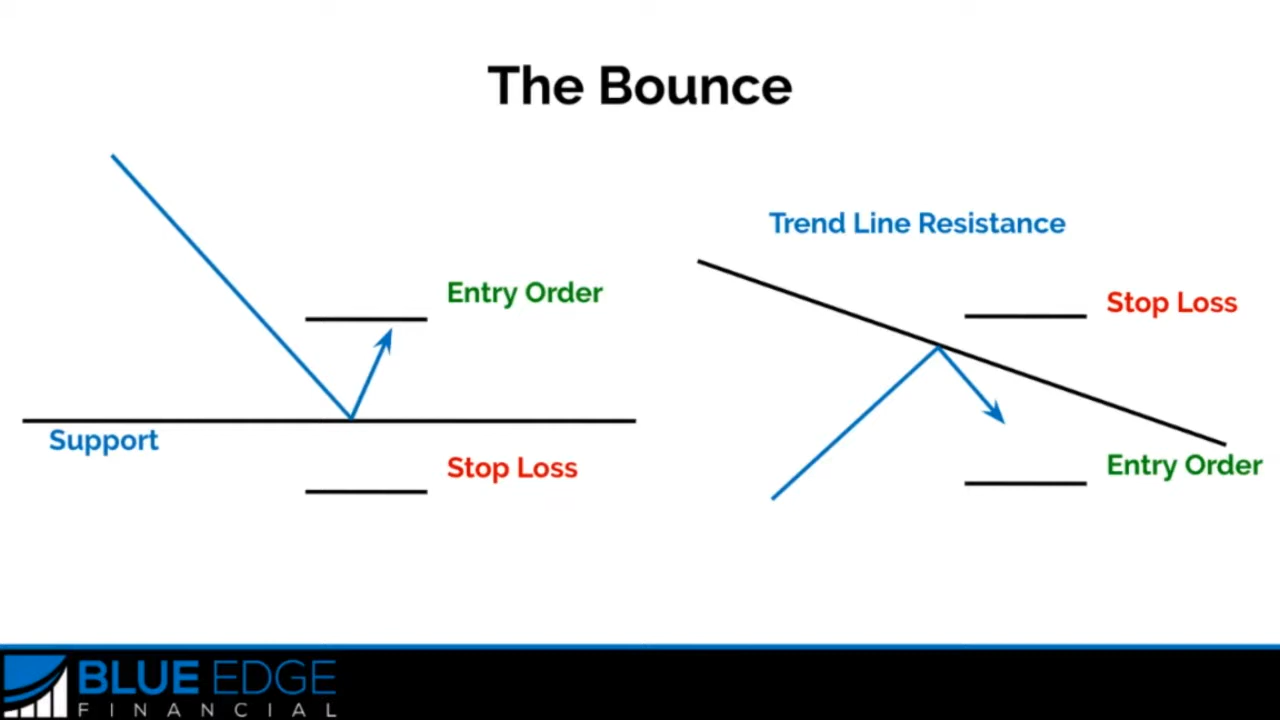 The Bounce
Entry Order
Support
Stop Loss
Trend Line Resistance
Stop Loss
Entry Order
BLUE EDGE
FINANCIAL